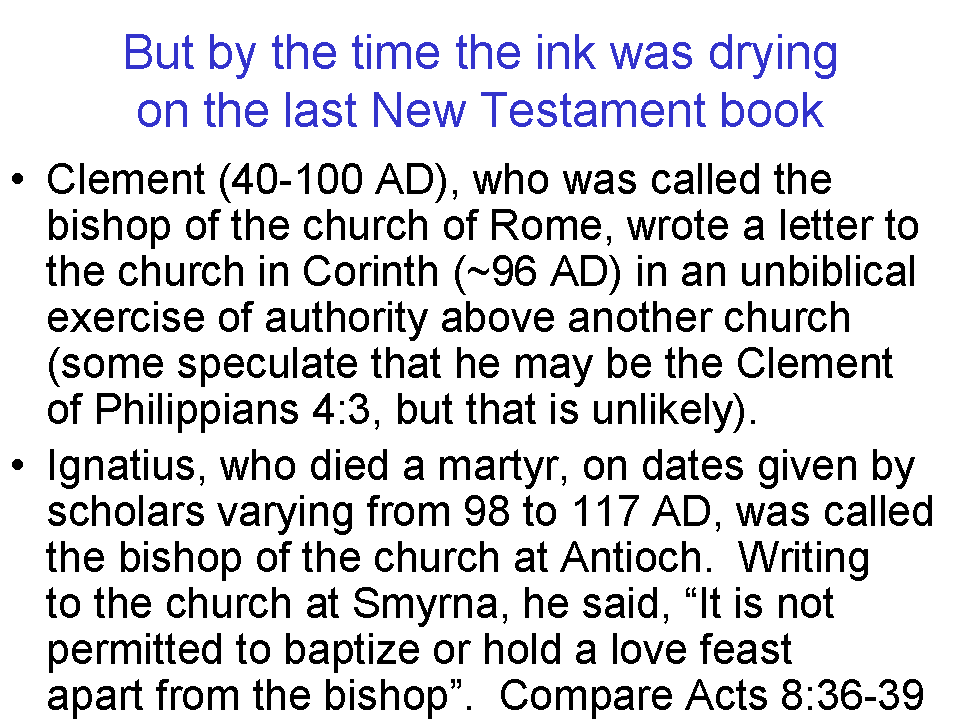 But by the time the ink was drying
on the last New Testament book
• Clement (40-100 AD), who was called the
bishop of the church of Rome, wrote a letter to
the church in Corinth (~96 AD) in an unbiblical
exercise of authority above another church
(some speculate that he may be the Clement
of Philippians 4:3, but that is unlikely).
• Ignatius, who died a martyr, on dates given by
scholars varying from 98 to 117 AD, was called
the bishop of the church at Antioch.  Writing
to the church at Smyrna, he said, “It is not
permitted to baptize or hold a love feast
apart from the bishop”.  Compare Acts 8:36-39